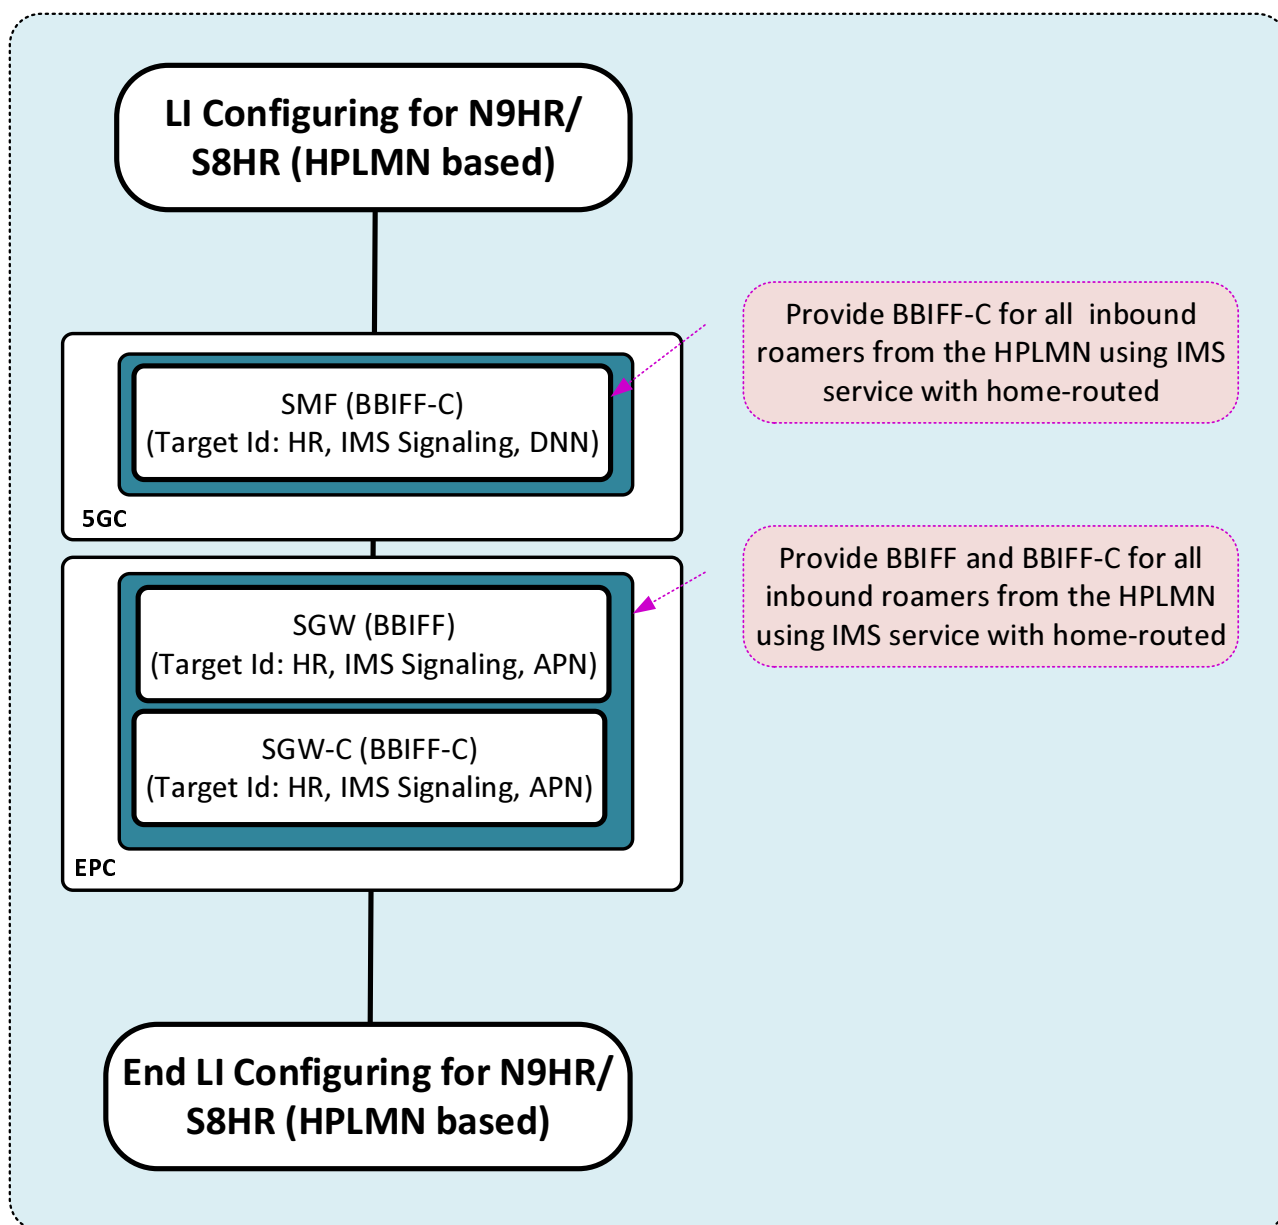 LI Configuring for N9HR/
S8HR (HPLMN based)
Provide BBIFF-C for all inbound
roamers from the HPLMN using IMS
service with home-routed
SMF (BBIFF-C)
(Target Id: HR, IMS Signaling, DNN)
5GC
Provide BBIFF and BBIFF-C for all
inbound roamers from the HPLMN
using IMS service with home-routed
SGW (BBIFF)
(Target Id: HR, IMS Signaling, APN)
SGW-C (BBIFF-C)
(Target Id: HR, IMS Signaling, APN)
EPC
End LI Configuring for N9HR/
S8HR (HPLMN based)